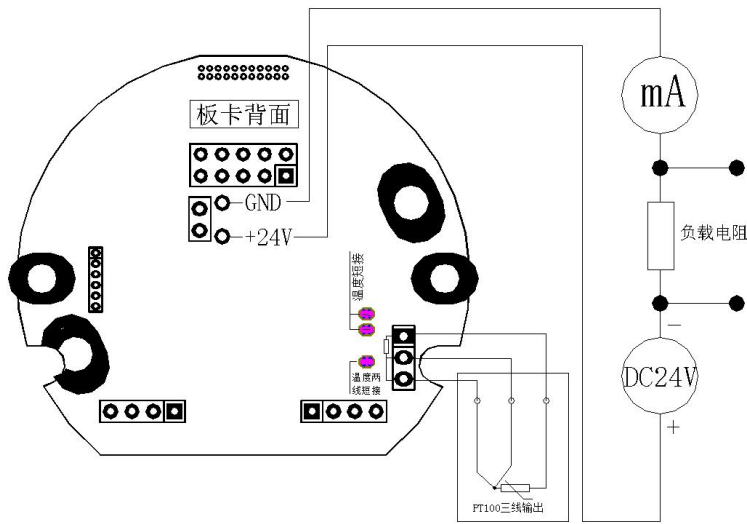 mA
板卡背面
GND
+24V
负载电阻
温度短接
−
DC24V
温度两
线短接
+
PT100三线输出